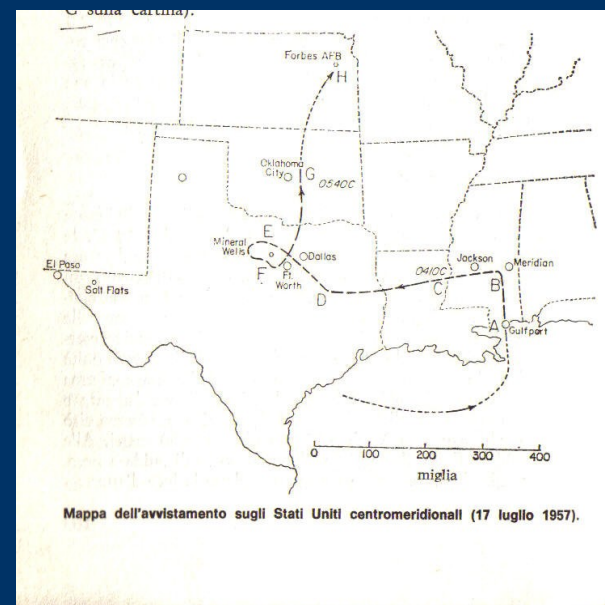 C sulla cartina).
Forbes AFB
H
Oklahoma
City
G
0540C
E
Mineral
Wells
Dallas
F
Ft.
Worth
D
El Paso
Salt Flats
Jackson
Meridian
0410C
C
B
A
Gulfport
0 100 200 300 400
miglia
Mappa dell'avvistamento sugli Stati Uniti centromeridionali (17 luglio 1957).